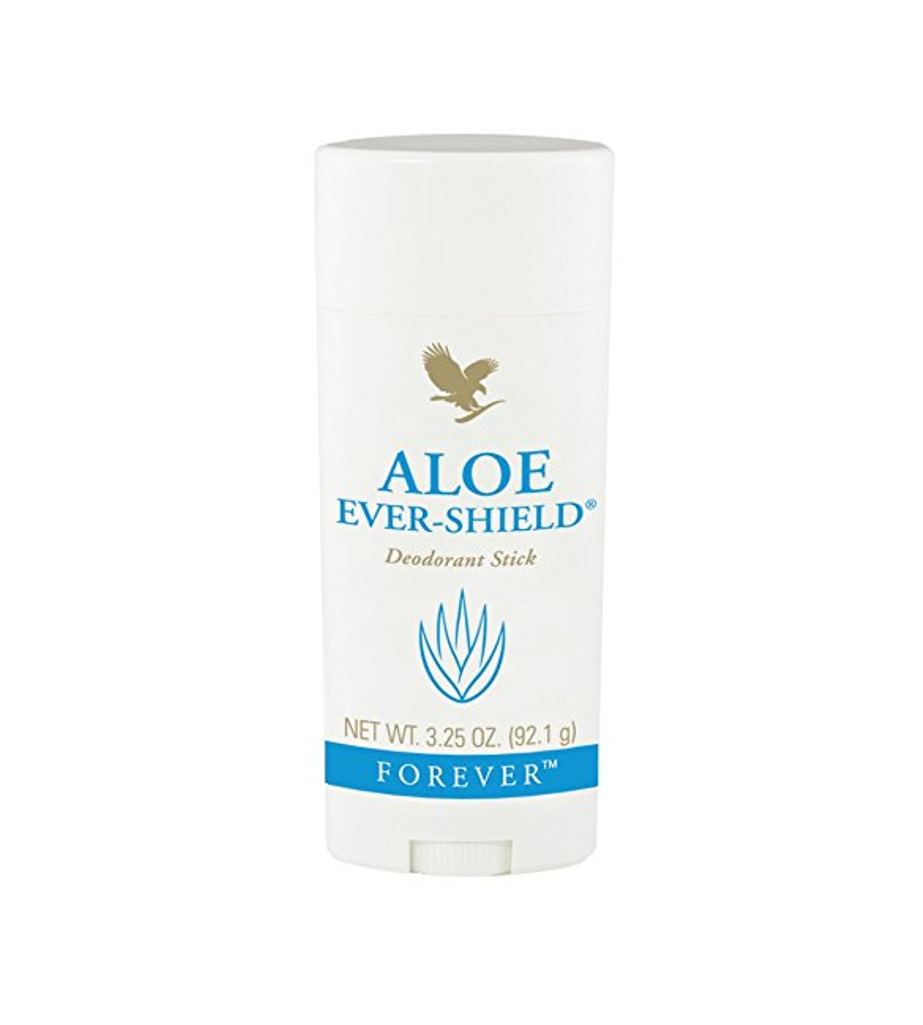 ALOE
EVER-SHIELD®
Deodorant Stick
NET WT. 3.25 OZ. (92.1 g)
FOREVER™